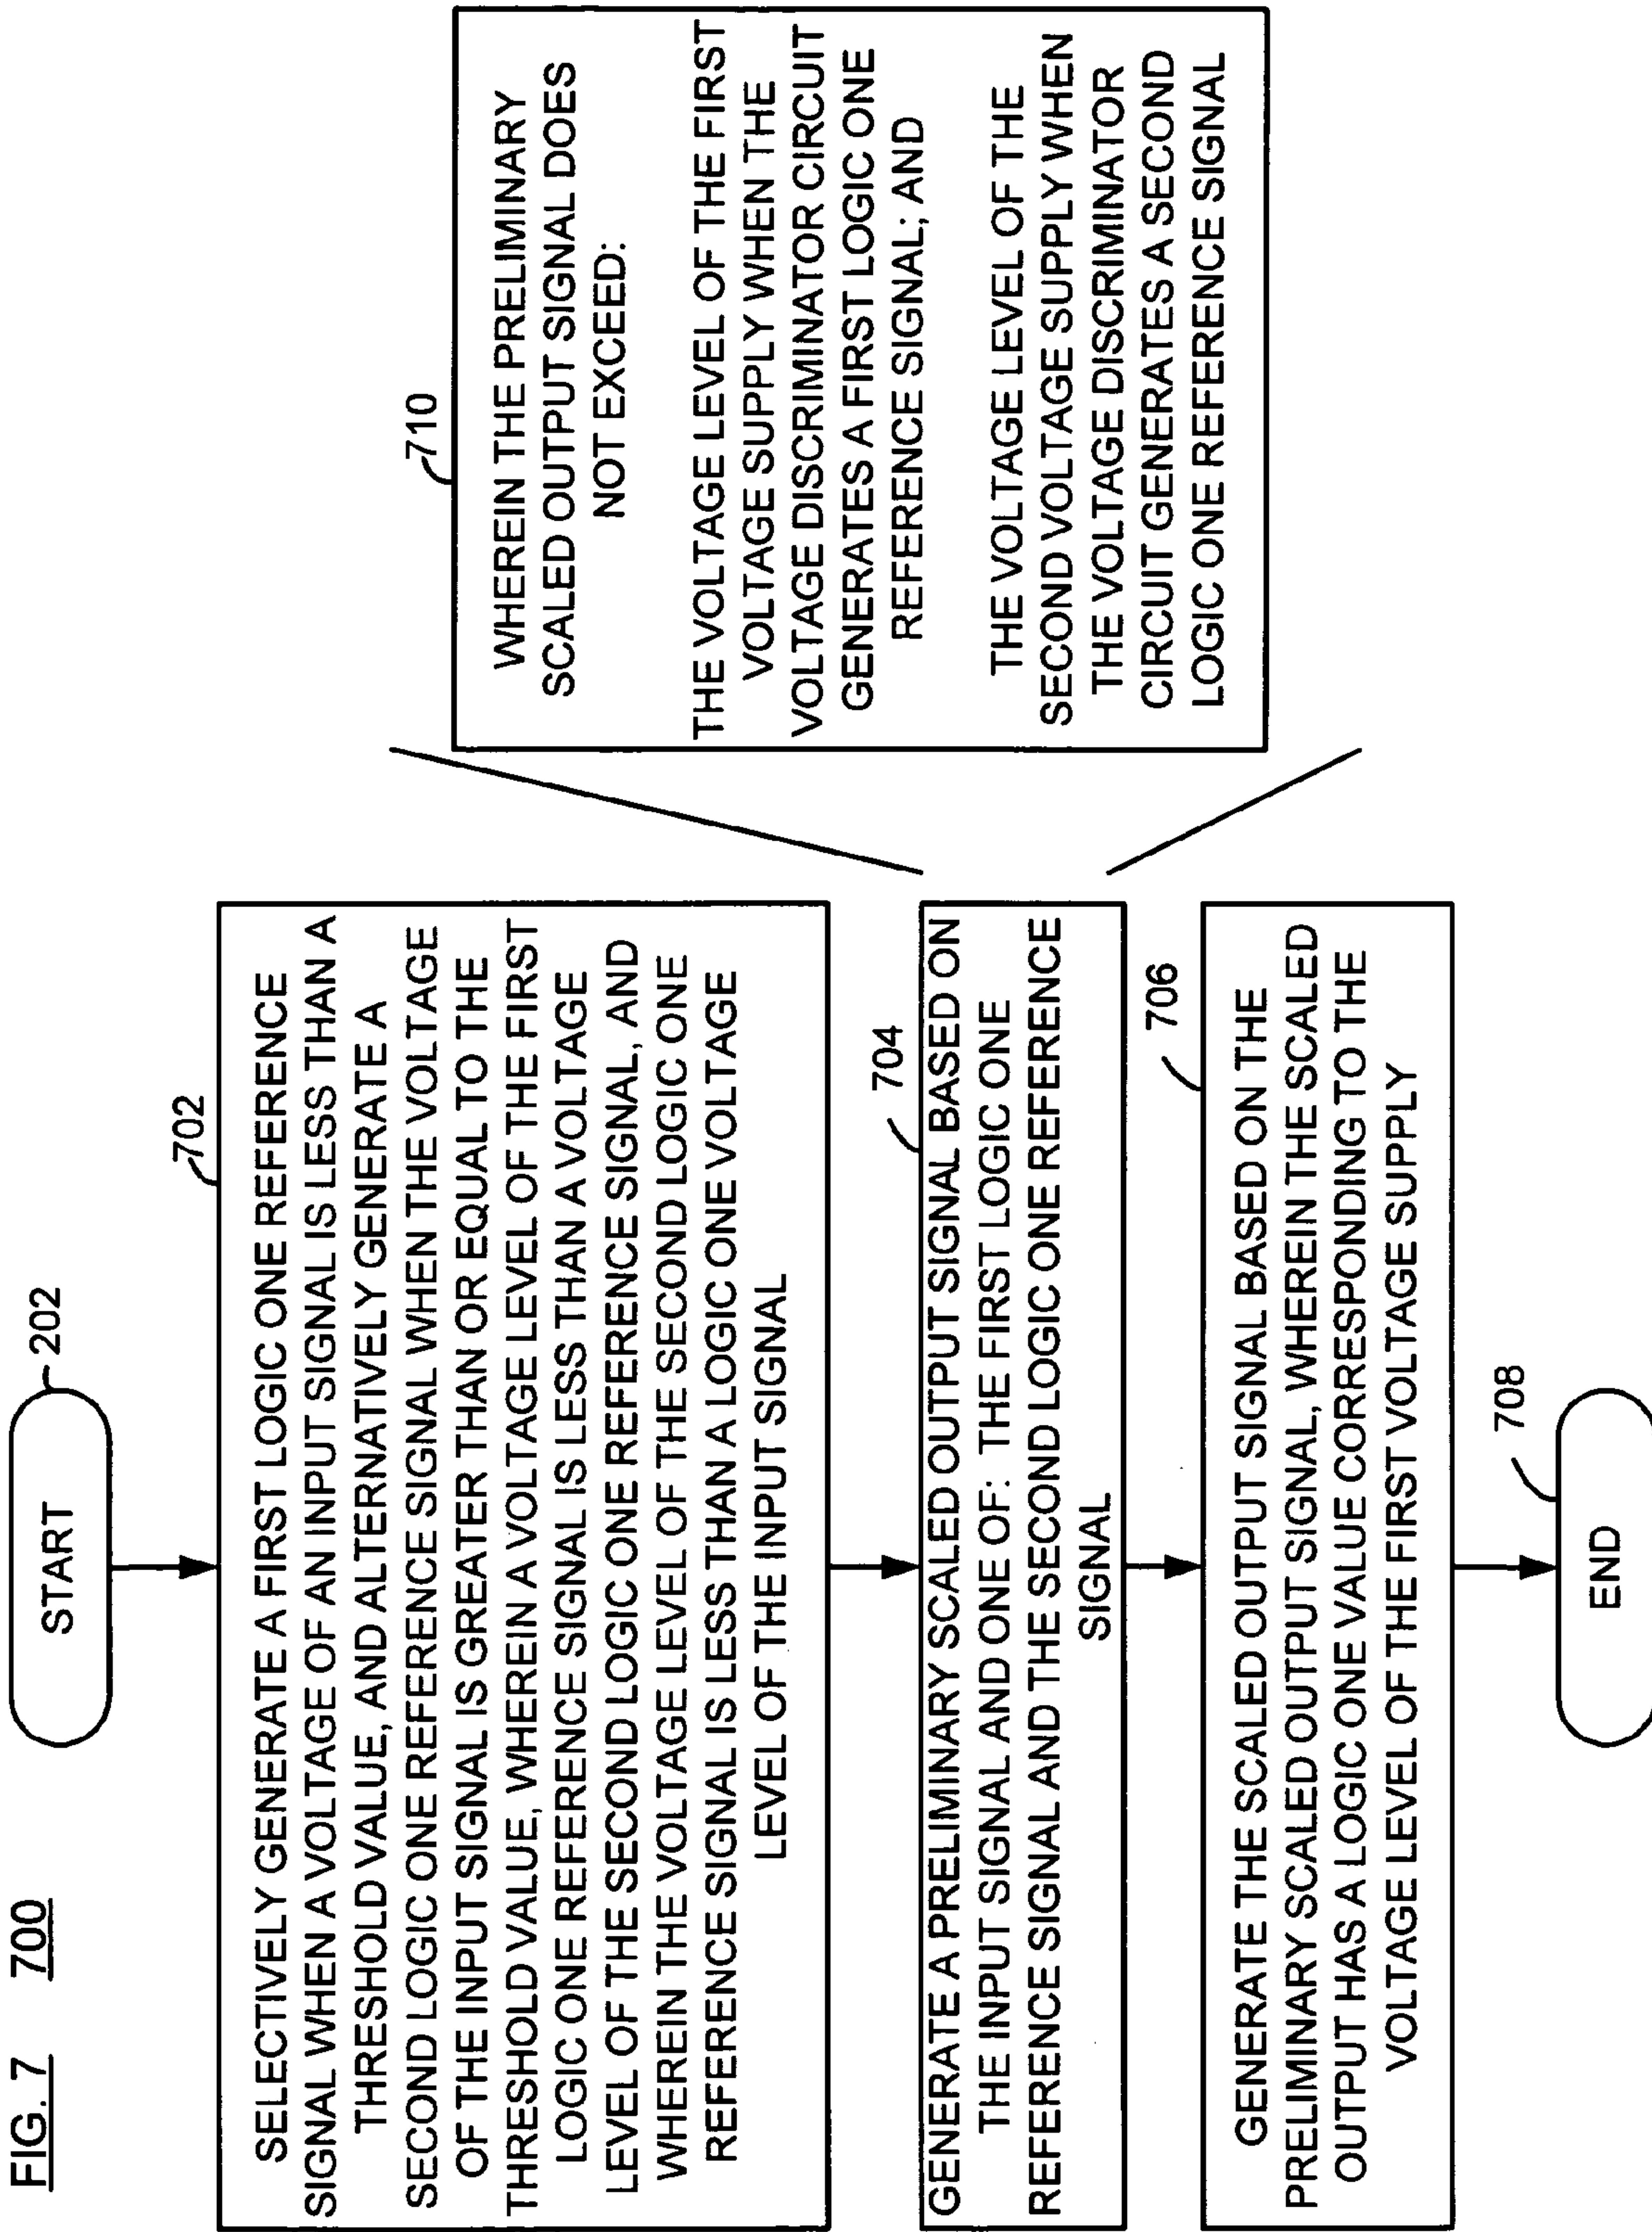 FIG. 7 700
START
202
702
SELECTIVELY GENERATE A FIRST LOGIC ONE REFERENCE
SIGNAL WHEN A VOLTAGE OF AN INPUT SIGNAL IS LESS THAN A
THRESHOLD VALUE, AND ALTERNATIVELY GENERATE A
SECOND LOGIC ONE REFERENCE SIGNAL WHEN THE VOLTAGE
OF THE INPUT SIGNAL IS GREATER THAN OR EQUAL TO THE
THRESHOLD VALUE, WHEREIN A VOLTAGE LEVEL OF THE FIRST
LOGIC ONE REFERENCE SIGNAL IS LESS THAN A VOLTAGE
LEVEL OF THE SECOND LOGIC ONE REFERENCE SIGNAL, AND
WHEREIN THE VOLTAGE LEVEL OF THE SECOND LOGIC ONE
REFERENCE SIGNAL IS LESS THAN A LOGIC ONE VOLTAGE
LEVEL OF THE INPUT SIGNAL
704
GENERATE A PRELIMINARY SCALED OUTPUT SIGNAL BASED ON
THE INPUT SIGNAL AND ONE OF: THE FIRST LOGIC ONE
REFERENCE SIGNAL AND THE SECOND LOGIC ONE REFERENCE
SIGNAL
706
GENERATE THE SCALED OUTPUT SIGNAL BASED ON THE
PRELIMINARY SCALED OUTPUT SIGNAL, WHEREIN THE SCALED
OUTPUT HAS A LOGIC ONE VALUE CORRESPONDING TO THE
VOLTAGE LEVEL OF THE FIRST VOLTAGE SUPPLY
708
END
710
WHEREIN THE PRELIMINARY
SCALED OUTPUT SIGNAL DOES
NOT EXCEED:
THE VOLTAGE LEVEL OF THE FIRST
VOLTAGE SUPPLY WHEN THE
VOLTAGE DISCRIMINATOR CIRCUIT
GENERATES A FIRST LOGIC ONE
REFERENCE SIGNAL; AND
THE VOLTAGE LEVEL OF THE
SECOND VOLTAGE SUPPLY WHEN
THE VOLTAGE DISCRIMINATOR
CIRCUIT GENERATES A SECOND
LOGIC ONE REFERENCE SIGNAL